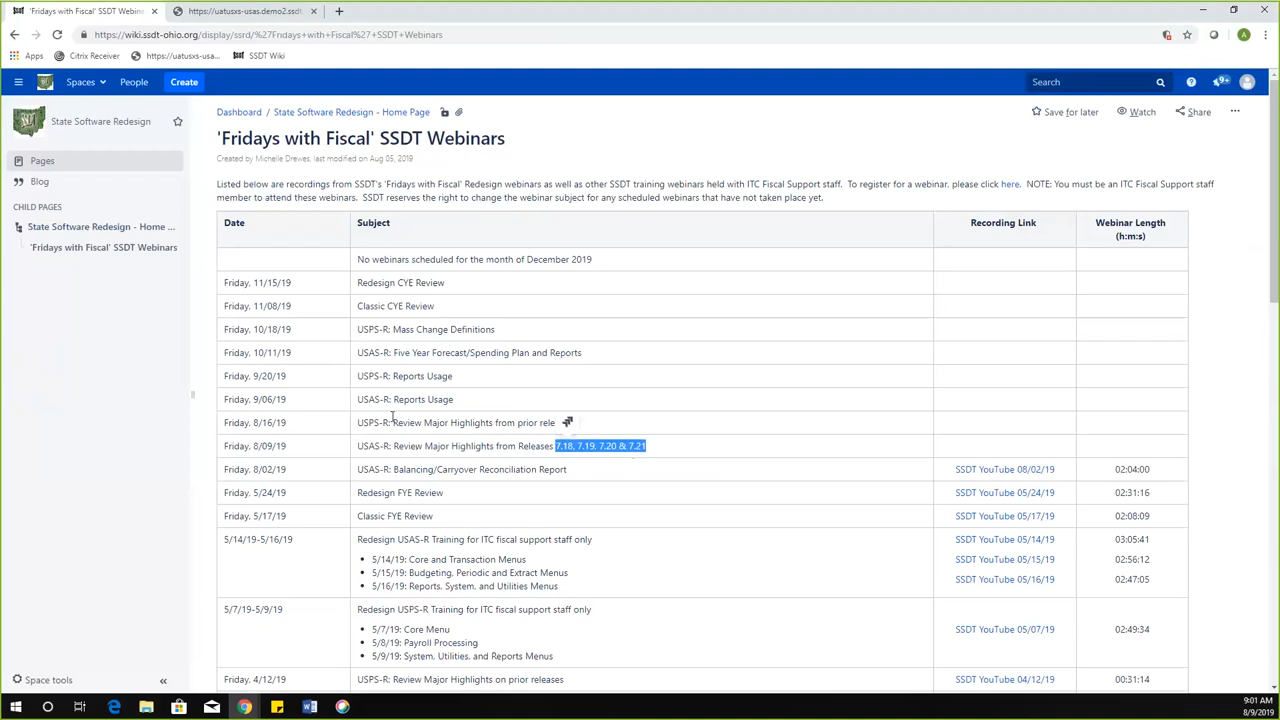 'Fridays with Fiscal' SSDT Webin
https://uatusxs-usas.demo2.ssdt
https://wiki.ssdt-ohio.org/display/ssrd/%27Fridays+with+Fiscal%27+SSDT+Webinars
Apps Citrix Receiver https://uatusxs-usa... SSDT Wiki
Spaces People Create Search 9+
State Software Redesign
Pages
Blog
CHILD PAGES
State Software Redesign - Home ...
'Fridays with Fiscal' SSDT Webinars
Space tools
Dashboard / State Software Redesign - Home Page
Save for later Watch Share
'Fridays with Fiscal' SSDT Webinars
Created by Michelle Drewes, last modified on Aug 05, 2019
Listed below are recordings from SSDT's 'Fridays with Fiscal' Redesign webinars as well as other SSDT training webinars held with ITC Fiscal Support staff. To register for a webinar, please click here. NOTE: You must be an ITC Fiscal Support staff
member to attend these webinars. SSDT reserves the right to change the webinar subject for any scheduled webinars that have not taken place yet.
Date Subject Recording Link Webinar Length
(h:m:s)
No webinars scheduled for the month of December 2019
Friday, 11/15/19 Redesign CYE Review
Friday, 11/08/19 Classic CYE Review
Friday, 10/18/19 USPS-R: Mass Change Definitions
Friday, 10/11/19 USAS-R: Five Year Forecast/Spending Plan and Reports
Friday, 9/20/19 USPS-R: Reports Usage
Friday, 9/06/19 USAS-R: Reports Usage
Friday, 8/16/19 USPS-R: Review Major Highlights from prior rele
Friday, 8/09/19 USAS-R: Review Major Highlights from Releases 7.18, 7.19, 7.20 & 7.21
Friday, 8/02/19 USAS-R: Balancing/Carryover Reconciliation Report SSDT YouTube 08/02/19 02:04:00
Friday, 5/24/19 Redesign FYE Review SSDT YouTube 05/24/19 02:31:16
Friday, 5/17/19 Classic FYE Review SSDT YouTube 05/17/19 02:08:09
5/14/19-5/16/19 Redesign USAS-R Training for ITC fiscal support staff only SSDT YouTube 05/14/19 03:05:41
• 5/14/19: Core and Transaction Menus SSDT YouTube 05/15/19 02:56:12
• 5/15/19: Budgeting, Periodic and Extract Menus
• 5/16/19: Reports, System, and Utilities Menus SSDT YouTube 05/16/19 02:47:05
5/7/19-5/9/19 Redesign USPS-R Training for ITC fiscal support staff only
• 5/7/19: Core Menu SSDT YouTube 05/07/19 02:49:34
• 5/8/19: Payroll Processing
• 5/9/19: System, Utilities, and Reports Menus
Friday, 4/12/19 USPS-R: Review Major Highlights on prior releases SSDT YouTube 04/12/19 00:31:14
9:01 AM
8/9/2019